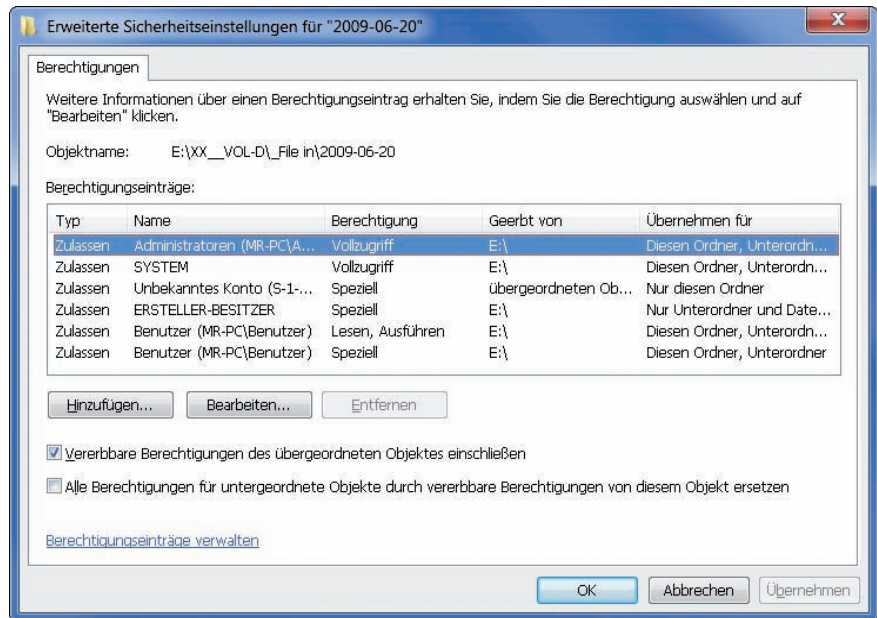 Erweiterte Sicherheitseinstellungen für "2009-06-20"
Berechtigungen
Weitere Informationen über einen Berechtigungseintrag erhalten Sie, indem Sie die Berechtigung auswählen und auf
"Bearbeiten" klicken.
Objektname: E:\XX__VOL-D\_File in\2009-06-20
Berechtigungseinträge:
Typ Name Berechtigung Geerbt von Übernehmen für
Zulassen Administratoren (MR-PC\A... Vollzugriff E:\ Diesen Ordner, Unterordn...
Zulassen SYSTEM Vollzugriff E:\ Diesen Ordner, Unterordn...
Zulassen Unbekanntes Konto (S-1-... Speziell übergeordneten Ob... Nur diesen Ordner
Zulassen ERSTELLER-BESITZER Speziell E:\ Nur Unterordner und Date...
Zulassen Benutzer (MR-PC\Benutzer) Lesen, Ausführen E:\ Diesen Ordner, Unterordn...
Zulassen Benutzer (MR-PC\Benutzer) Speziell E:\ Diesen Ordner, Unterordner
Hinzufügen... Bearbeiten... Entfernen
Vererbbare Berechtigungen des übergeordneten Objektes einschließen
Alle Berechtigungen für untergeordnete Objekte durch vererbbare Berechtigungen von diesem Objekt ersetzen
Berechtigungseinträge verwalten
OK Abbrechen Übernehmen